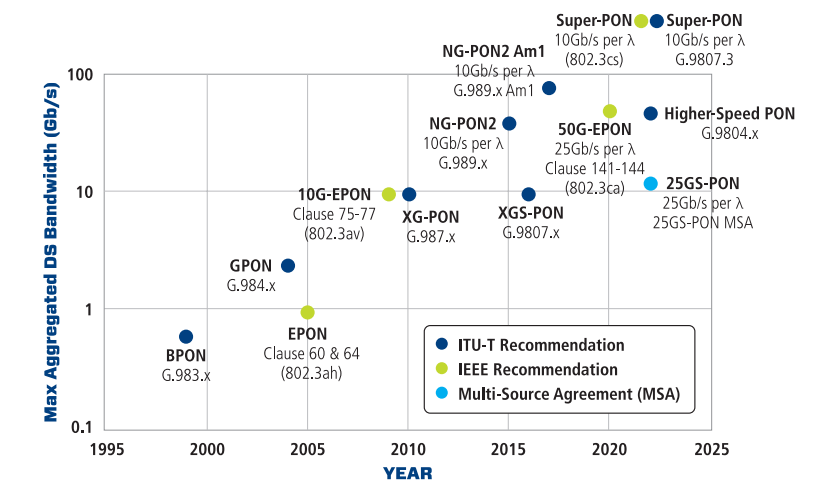 Super-PON
10Gb/s per λ
(802.3cs)
Super-PON
10Gb/s per λ
G.9807.3
NG-PON2 Am1
10Gb/s per λ
G.989.x Am1
NG-PON2
10Gb/s per λ
G.989.x
50G-EPON
25Gb/s per λ
Clause 141-144
(802.3ca)
Higher-Speed PON
G.9804.x
25GS-PON
25Gb/s per λ
25GS-PON MSA
10G-EPON
Clause 75-77
(802.3av)
XG-PON
G.987.x
XGS-PON
G.9807.x
GPON
G.984.x
EPON
Clause 60 & 64
(802.3ah)
BPON
G.983.x
ITU-T Recommendation
IEEE Recommendation
Multi-Source Agreement (MSA)
Max Aggregated DS Bandwidth (Gb/s)
100
10
1
0.1
1995
2000
2005
2010
2015
2020
2025
YEAR